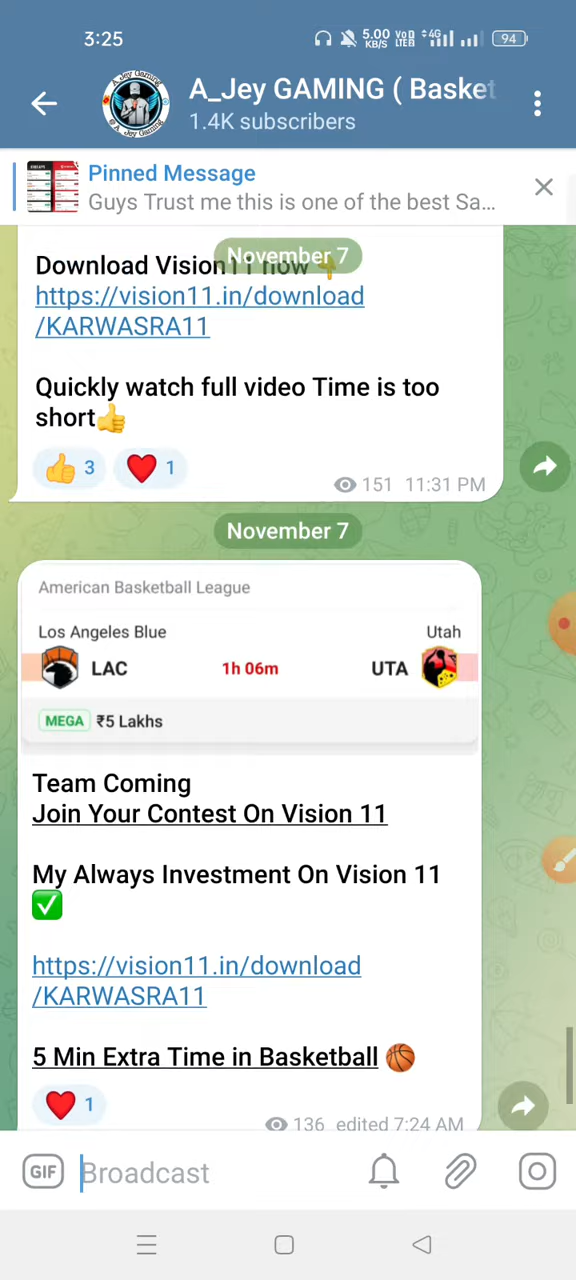 3:25
5.00 KB/S
4G
94
A_Jey GAMING ( Basket
1.4K subscribers
Pinned Message
Guys Trust me this is one of the best Sa...
November 7
Download Vision11 now 👇
https://vision11.in/download
/KARWASRA11
Quickly watch full video Time is too
short👍
👍 3 ❤️ 1
151 11:31 PM
November 7
American Basketball League
Los Angeles Blue Utah
LAC 1h 06m UTA
MEGA ₹5 Lakhs
Team Coming
Join Your Contest On Vision 11
My Always Investment On Vision 11
✅
https://vision11.in/download
/KARWASRA11
5 Min Extra Time in Basketball 🏀
❤️ 1
136 edited 7:24 AM
GIF Broadcast